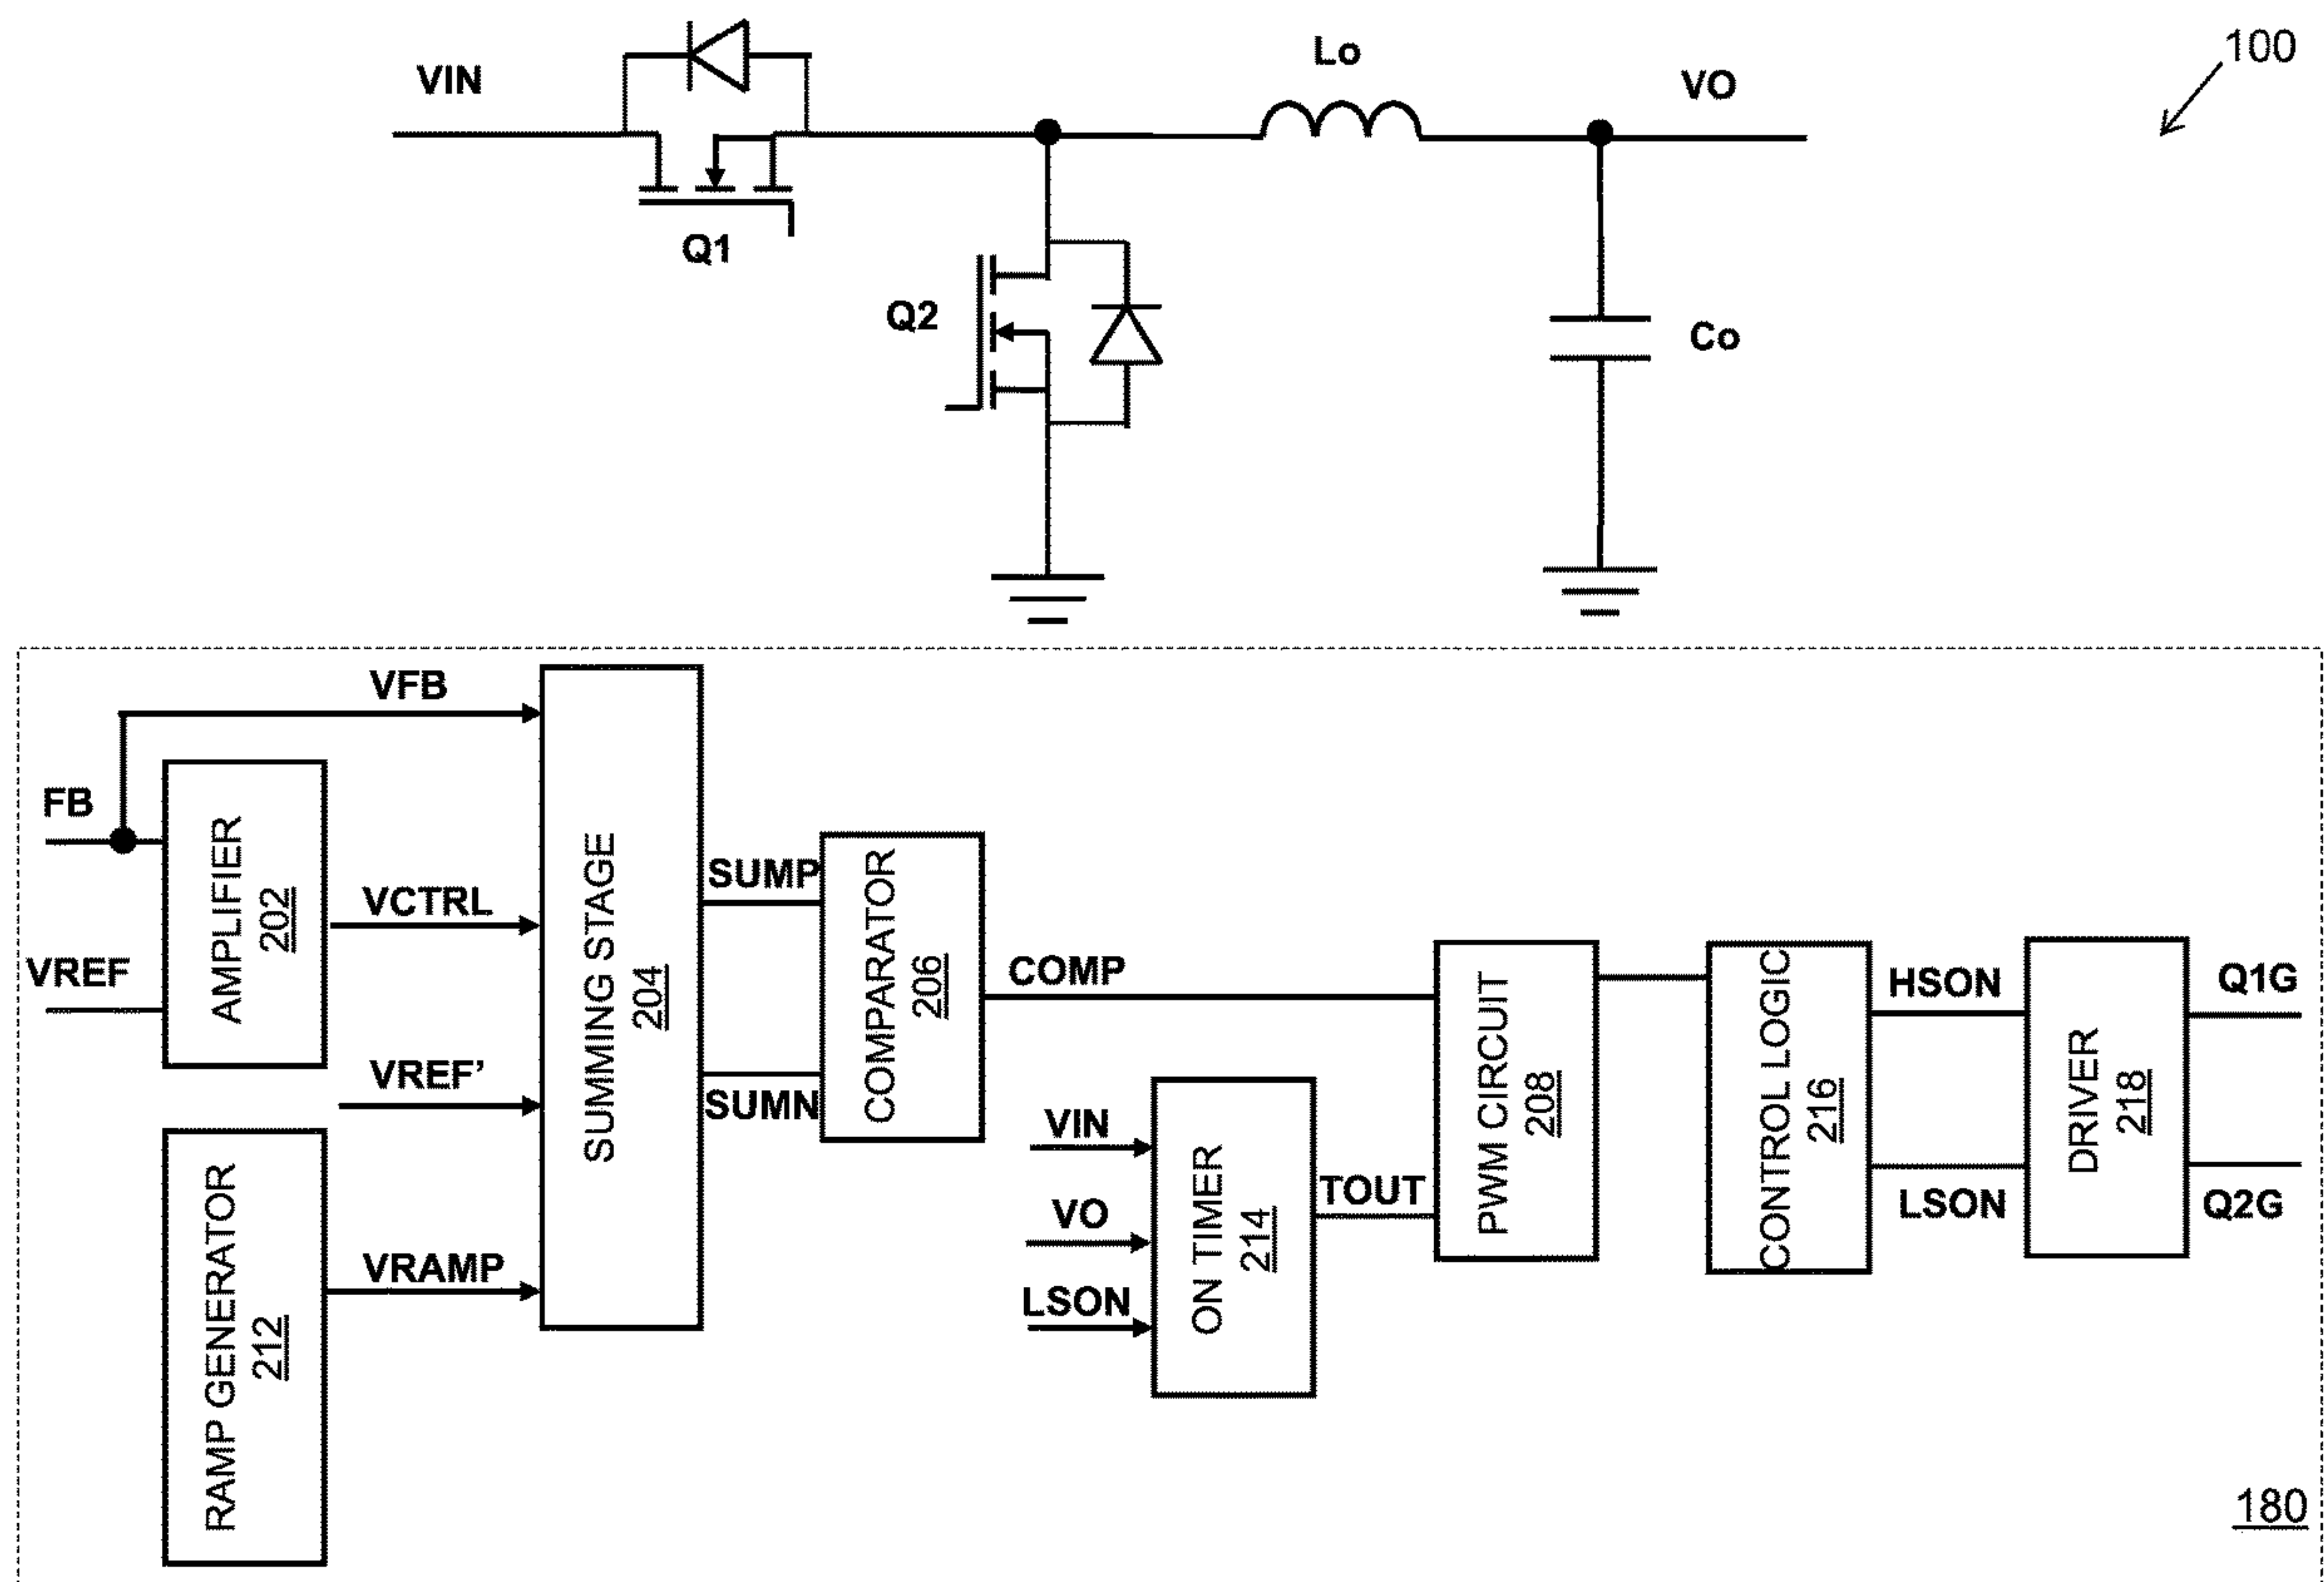 100
VIN
Lo
VO
Q1
Q2
Co
VFB
FB
AMPLIFIER
202
VCTRL
VREF
VREF’
RAMP GENERATOR
212
VRAMP
SUMMING STAGE
204
SUMP
SUMN
COMPARATOR
206
COMP
VIN
VO
LSON
ON TIMER
214
TOUT
PWM CIRCUIT
208
CONTROL LOGIC
216
HSON
LSON
DRIVER
218
Q1G
Q2G
180